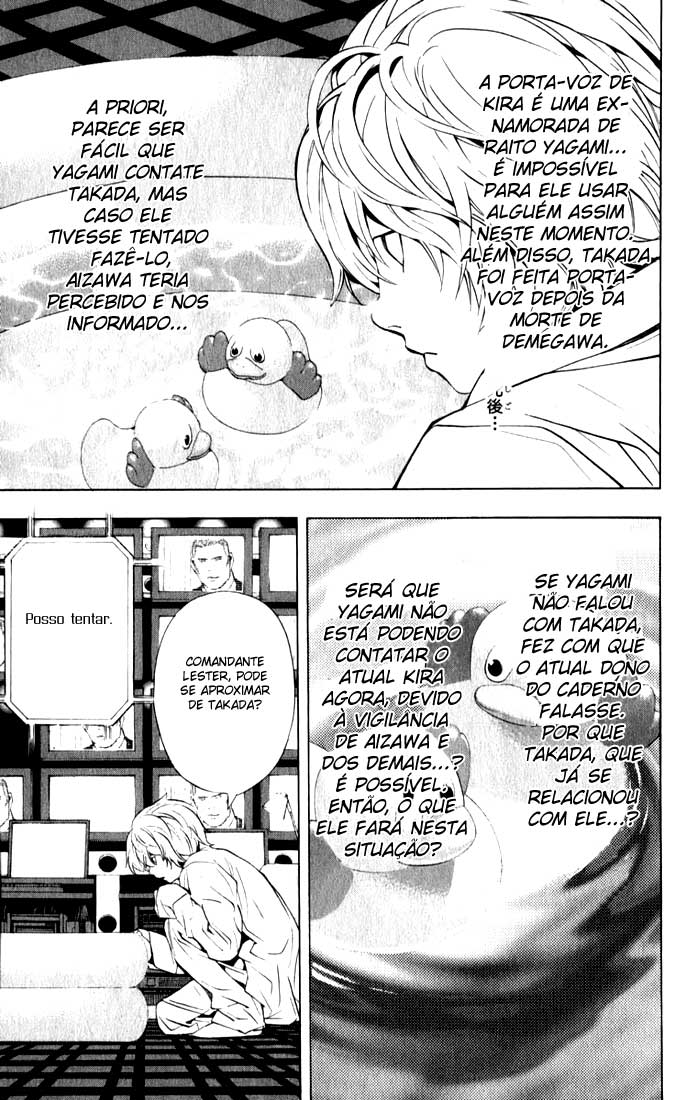 A PORTA-VOZ DE
KIRA É UMA EX-
NAMORADA DE
RAITO YAGAMI...
É IMPOSSÍVEL
PARA ELE USAR
ALGUÉM ASSIM
NESTE MOMENTO.
ALÉM DISSO, TAKADA
FOI FEITA PORTA-
VOZ DEPOIS DA
MORTE DE
DEMEGAWA.
後…
A PRIORI,
PARECE SER
FÁCIL QUE
YAGAMI CONTATE
TAKADA, MAS
CASO ELE
TIVESSE TENTADO
FAZÊ-LO,
AIZAWA TERIA
PERCEBIDO E NOS
INFORMADO...
SE YAGAMI
NÃO FALOU
COM TAKADA,
FEZ COM QUE
O ATUAL DONO
DO CADERNO
FALASSE.
POR QUE
TAKADA, QUE
JÁ SE
RELACIONOU
COM ELE...?
SERÁ QUE
YAGAMI NÃO
ESTÁ PODENDO
CONTATAR O
ATUAL KIRA
AGORA, DEVIDO
À VIGILÂNCIA
DE AIZAWA E
DOS DEMAIS...?
É POSSÍVEL.
ENTÃO, O QUE
ELE FARÁ NESTA
SITUAÇÃO?
COMANDANTE
LESTER, PODE
SE APROXIMAR
DE TAKADA?
Posso tentar.